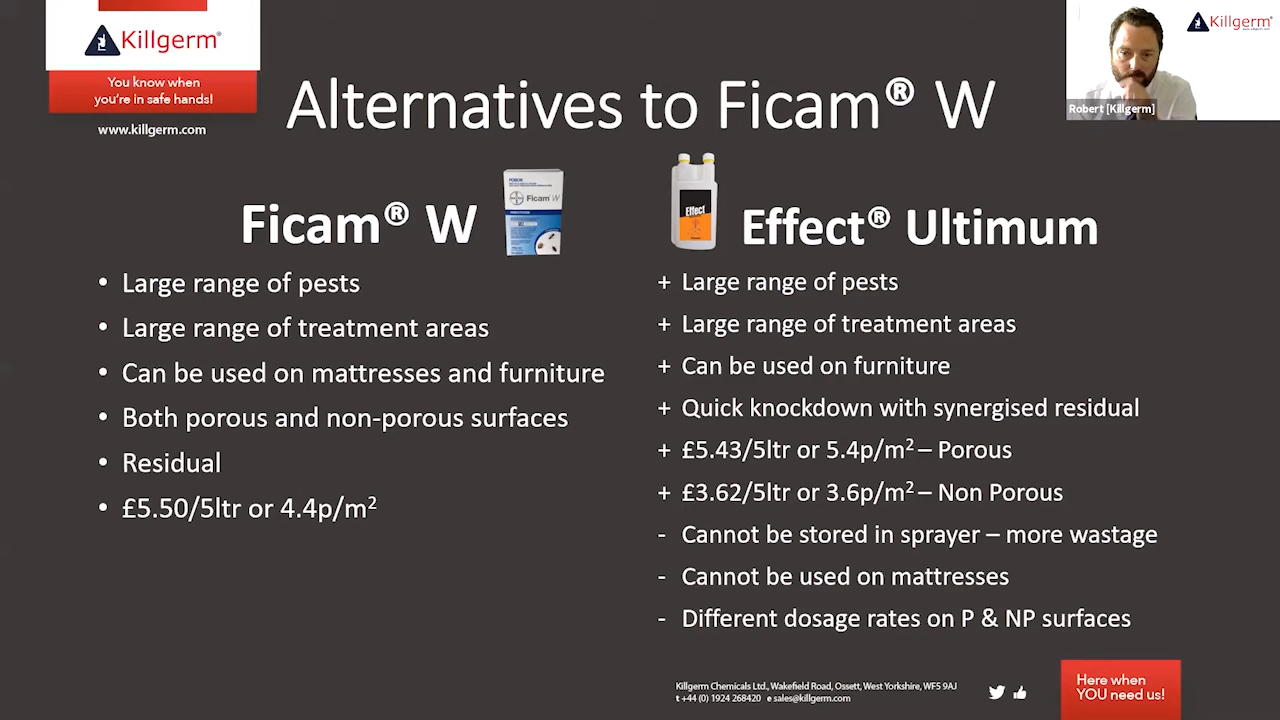 Killgerm®
You know when
you're in safe hands!
www.killgerm.com
Alternatives to Ficam® W
Killgerm®
Robert [Killgerm]
Ficam® W
POISON
Ficam W
Effect
Effect® Ultimum
• Large range of pests
• Large range of treatment areas
• Can be used on mattresses and furniture
• Both porous and non-porous surfaces
• Residual
• £5.50/5ltr or 4.4p/m²
+ Large range of pests
+ Large range of treatment areas
+ Can be used on furniture
+ Quick knockdown with synergised residual
+ £5.43/5ltr or 5.4p/m² – Porous
+ £3.62/5ltr or 3.6p/m² – Non Porous
- Cannot be stored in sprayer – more wastage
- Cannot be used on mattresses
- Different dosage rates on P & NP surfaces
Killgerm Chemicals Ltd., Wakefield Road, Ossett, West Yorkshire, WF5 9AJ
t +44 (0) 1924 268420 e sales@killgerm.com
Here when
YOU need us!